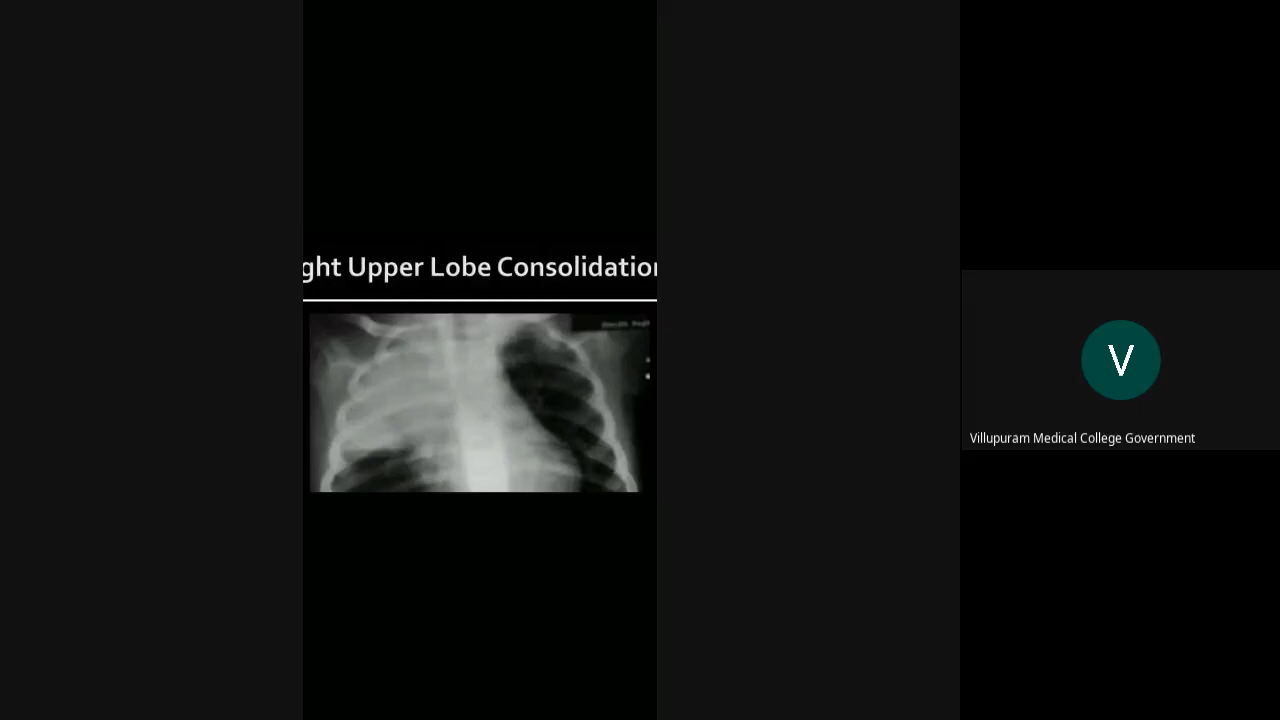 ght Upper Lobe Consolidation
V
Villupuram Medical College Government